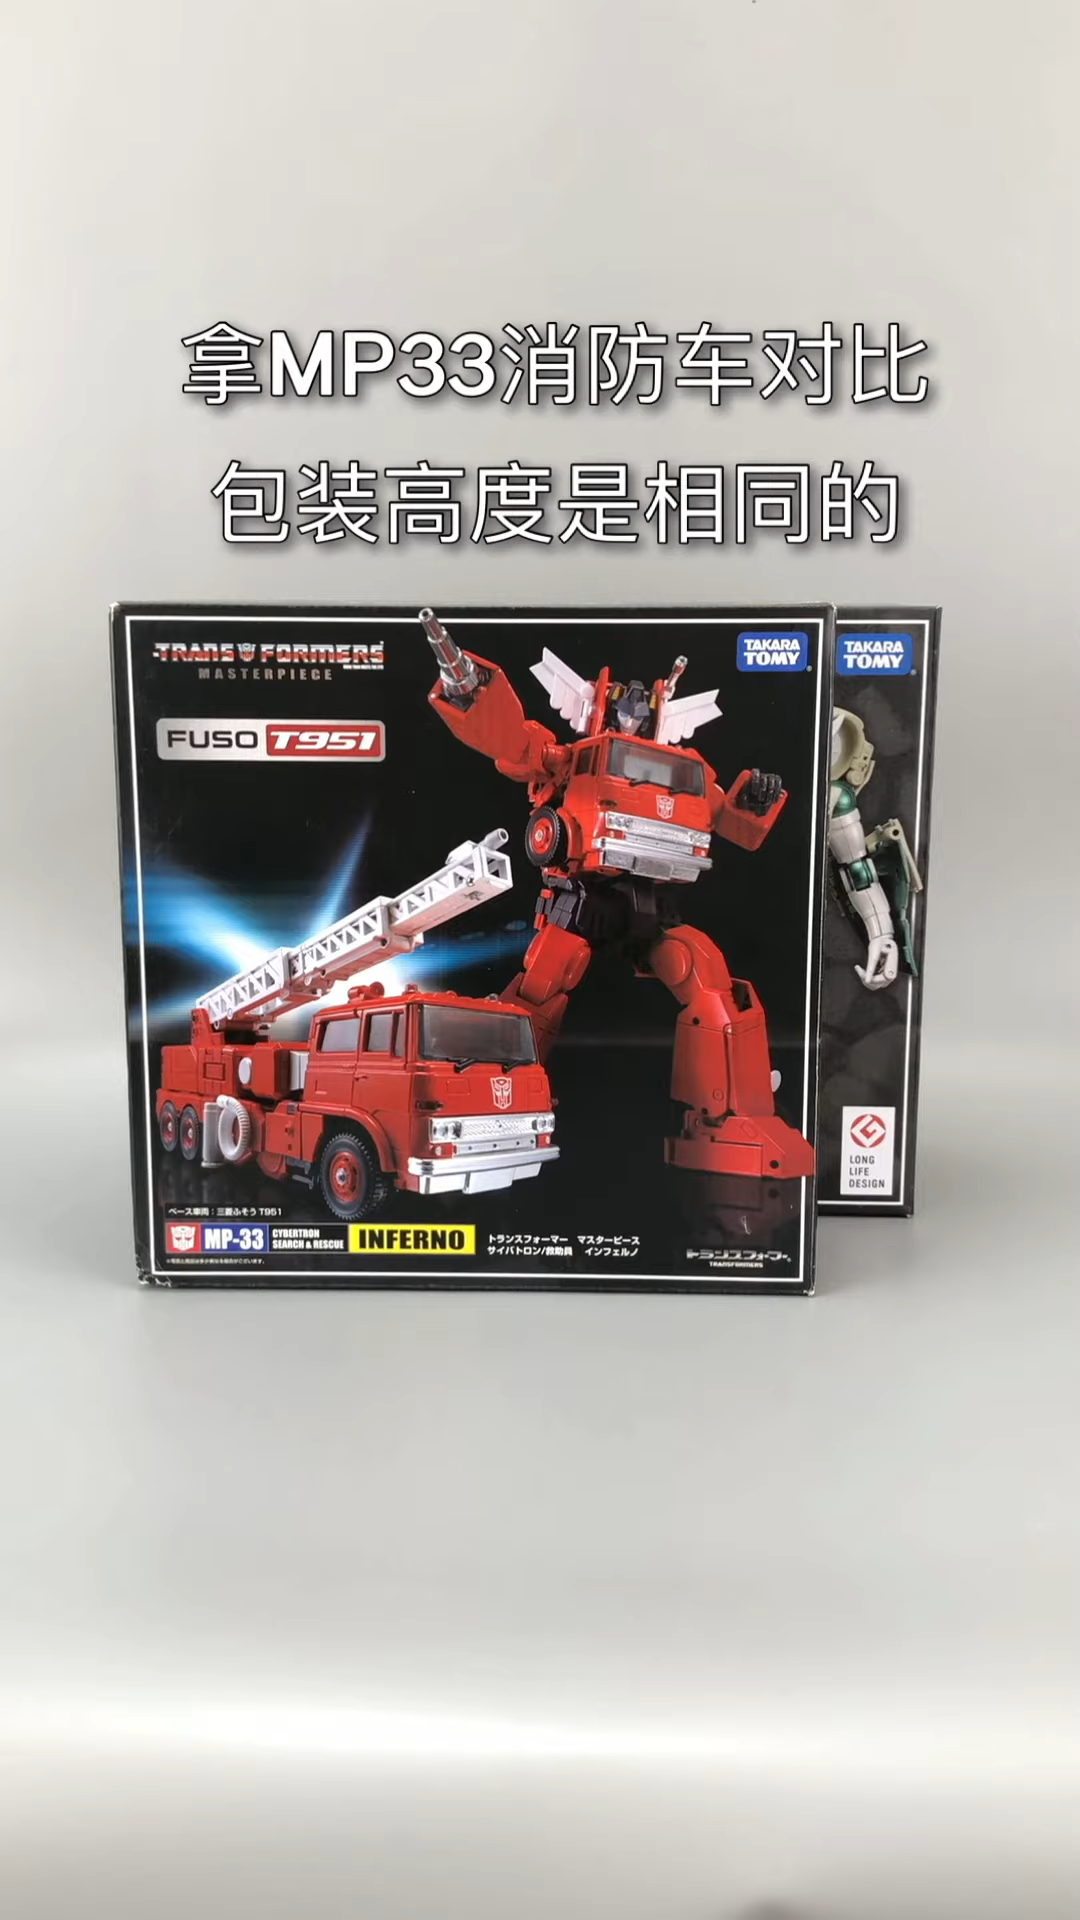 拿MP33消防车对比
包装高度是相同的
TRANSFORMERS
MASTERPIECE
TAKARA
TOMY
TAKARA
TOMY
FUSO T951
LONG
LIFE
DESIGN
ベース車両：三菱ふそう T951
MP-33
CYBERTRON
SEARCH & RESCUE
INFERNO
トランスフォーマー マスターピース
サイバトロン/救助員 インフェルノ
トランスフォーマー
TRANSFORMERS